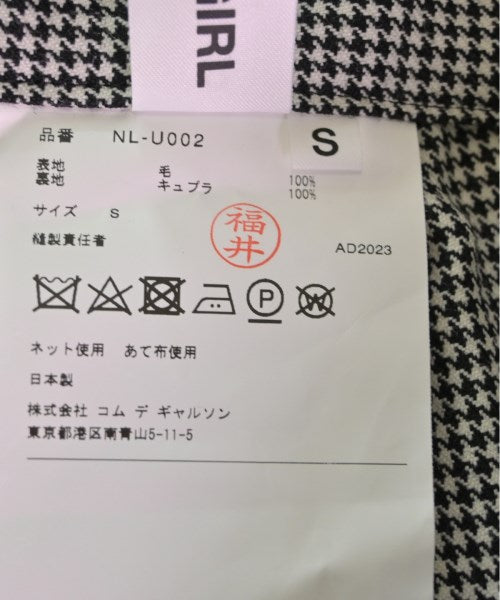 GIRL
品番 NL-U002
S
表地 毛 100%
裏地 キュプラ 100%
サイズ S
縫製責任者
福井
AD2023
P
W
ネット使用 あて布使用
日本製
株式会社 コム デ ギャルソン
東京都港区南青山5-11-5